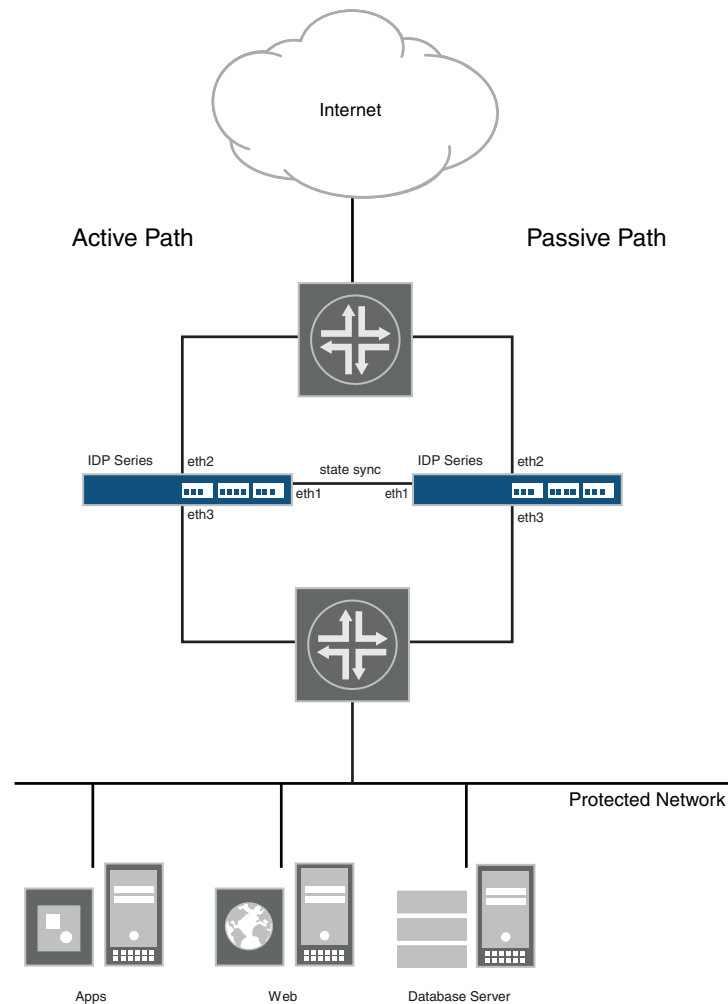 Internet
Active Path
Passive Path
IDP Series
eth2
state sync
IDP Series
eth2
eth1
eth1
eth3
eth3
Protected Network
Apps
Web
Database Server